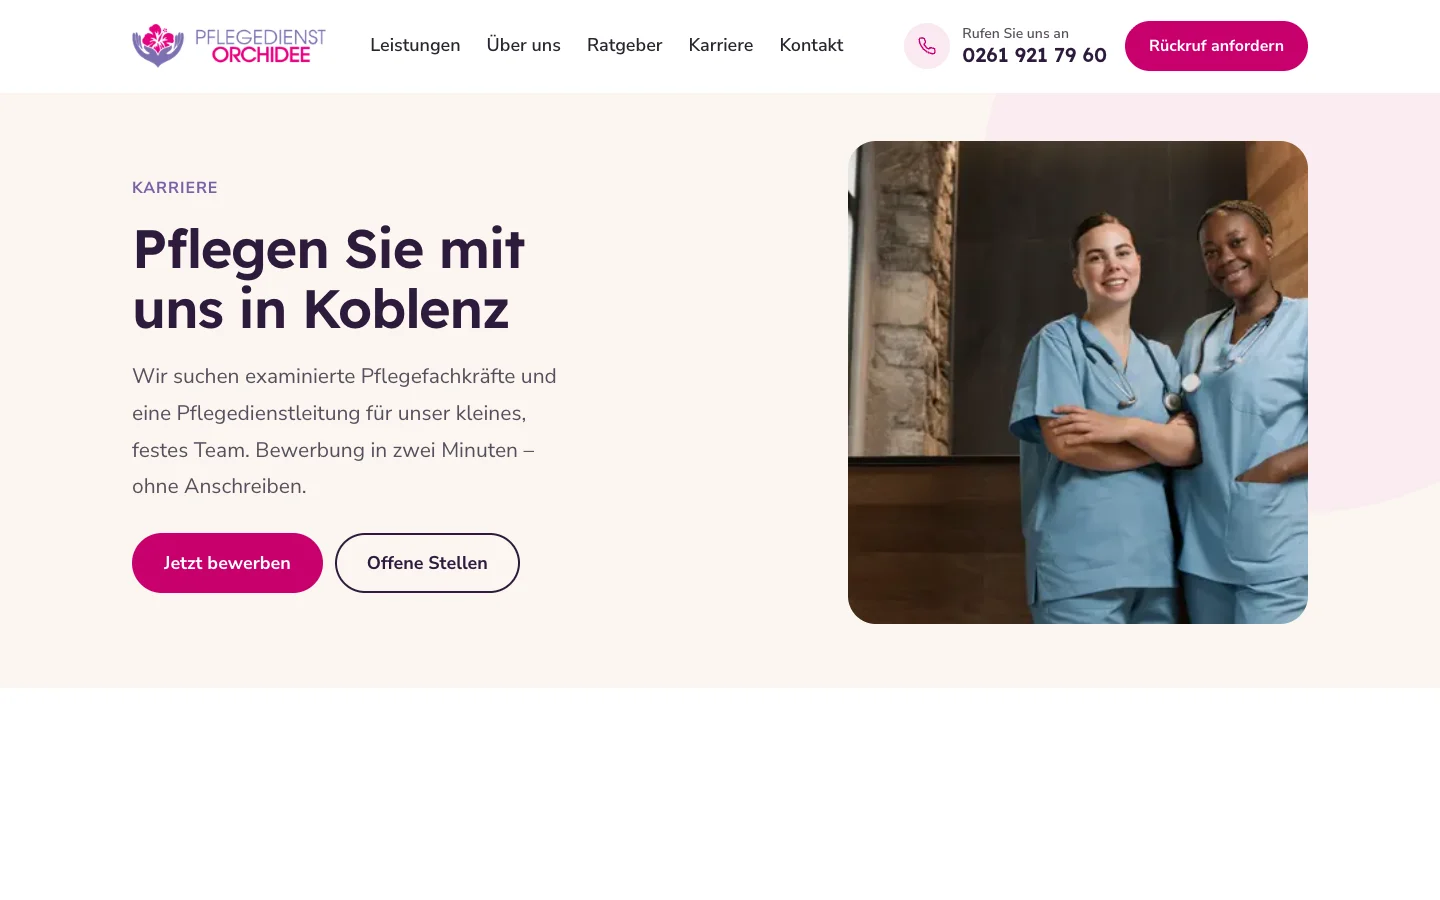 PFLEGEDIENST
ORCHIDEE
Leistungen
Über uns
Ratgeber
Karriere
Kontakt
Rufen Sie uns an
0261 921 79 60
Rückruf anfordern
KARRIERE
Pflegen Sie mit
uns in Koblenz
Wir suchen examinierte Pflegefachkräfte und
eine Pflegedienstleitung für unser kleines,
festes Team. Bewerbung in zwei Minuten –
ohne Anschreiben.
Jetzt bewerben
Offene Stellen